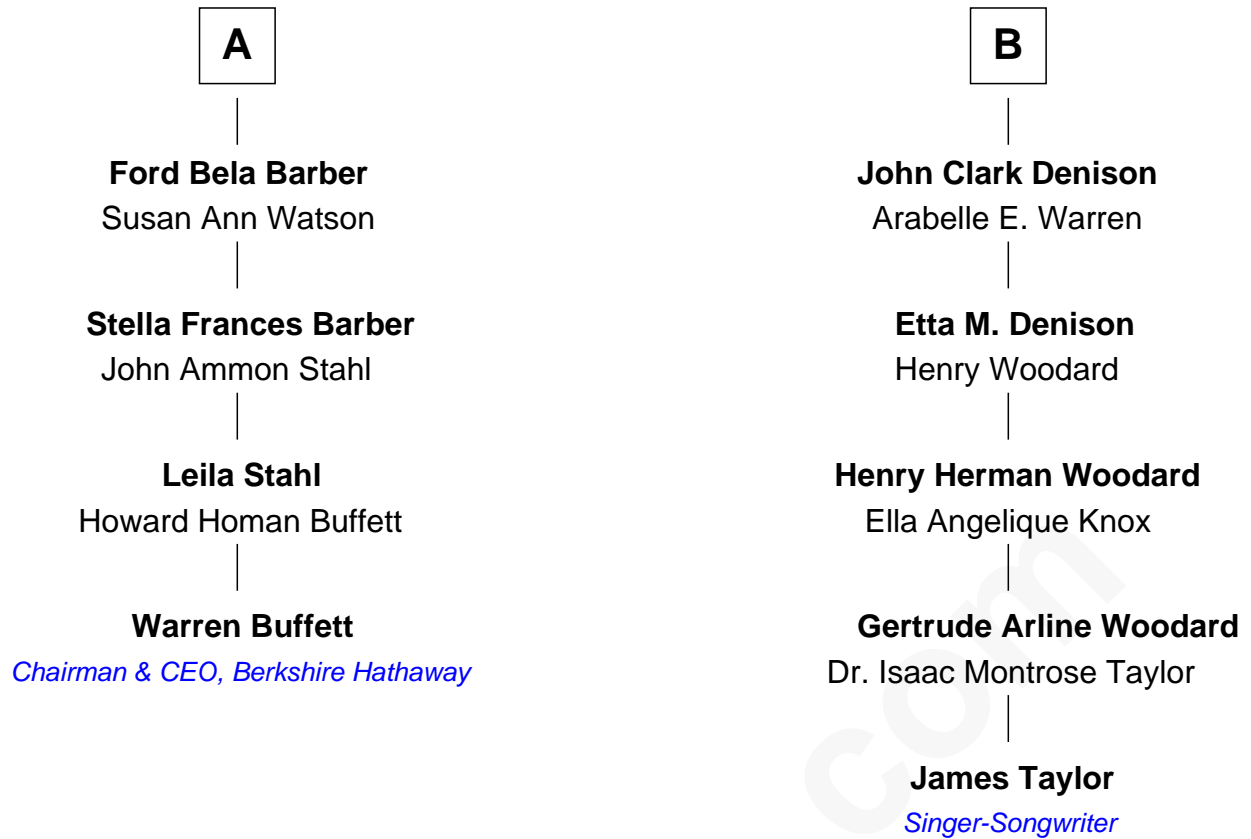 A
Ford Bela Barber
Susan Ann Watson
Stella Frances Barber
John Ammon Stahl
Leila Stahl
Howard Homan Buffett
Warren Buffett
Chairman & CEO, Berkshire Hathaway
B
John Clark Denison
Arabelle E. Warren
Etta M. Denison
Henry Woodard
Henry Herman Woodard
Ella Angelique Knox
Gertrude Arline Woodard
Dr. Isaac Montrose Taylor
James Taylor
Singer-Songwriter
com